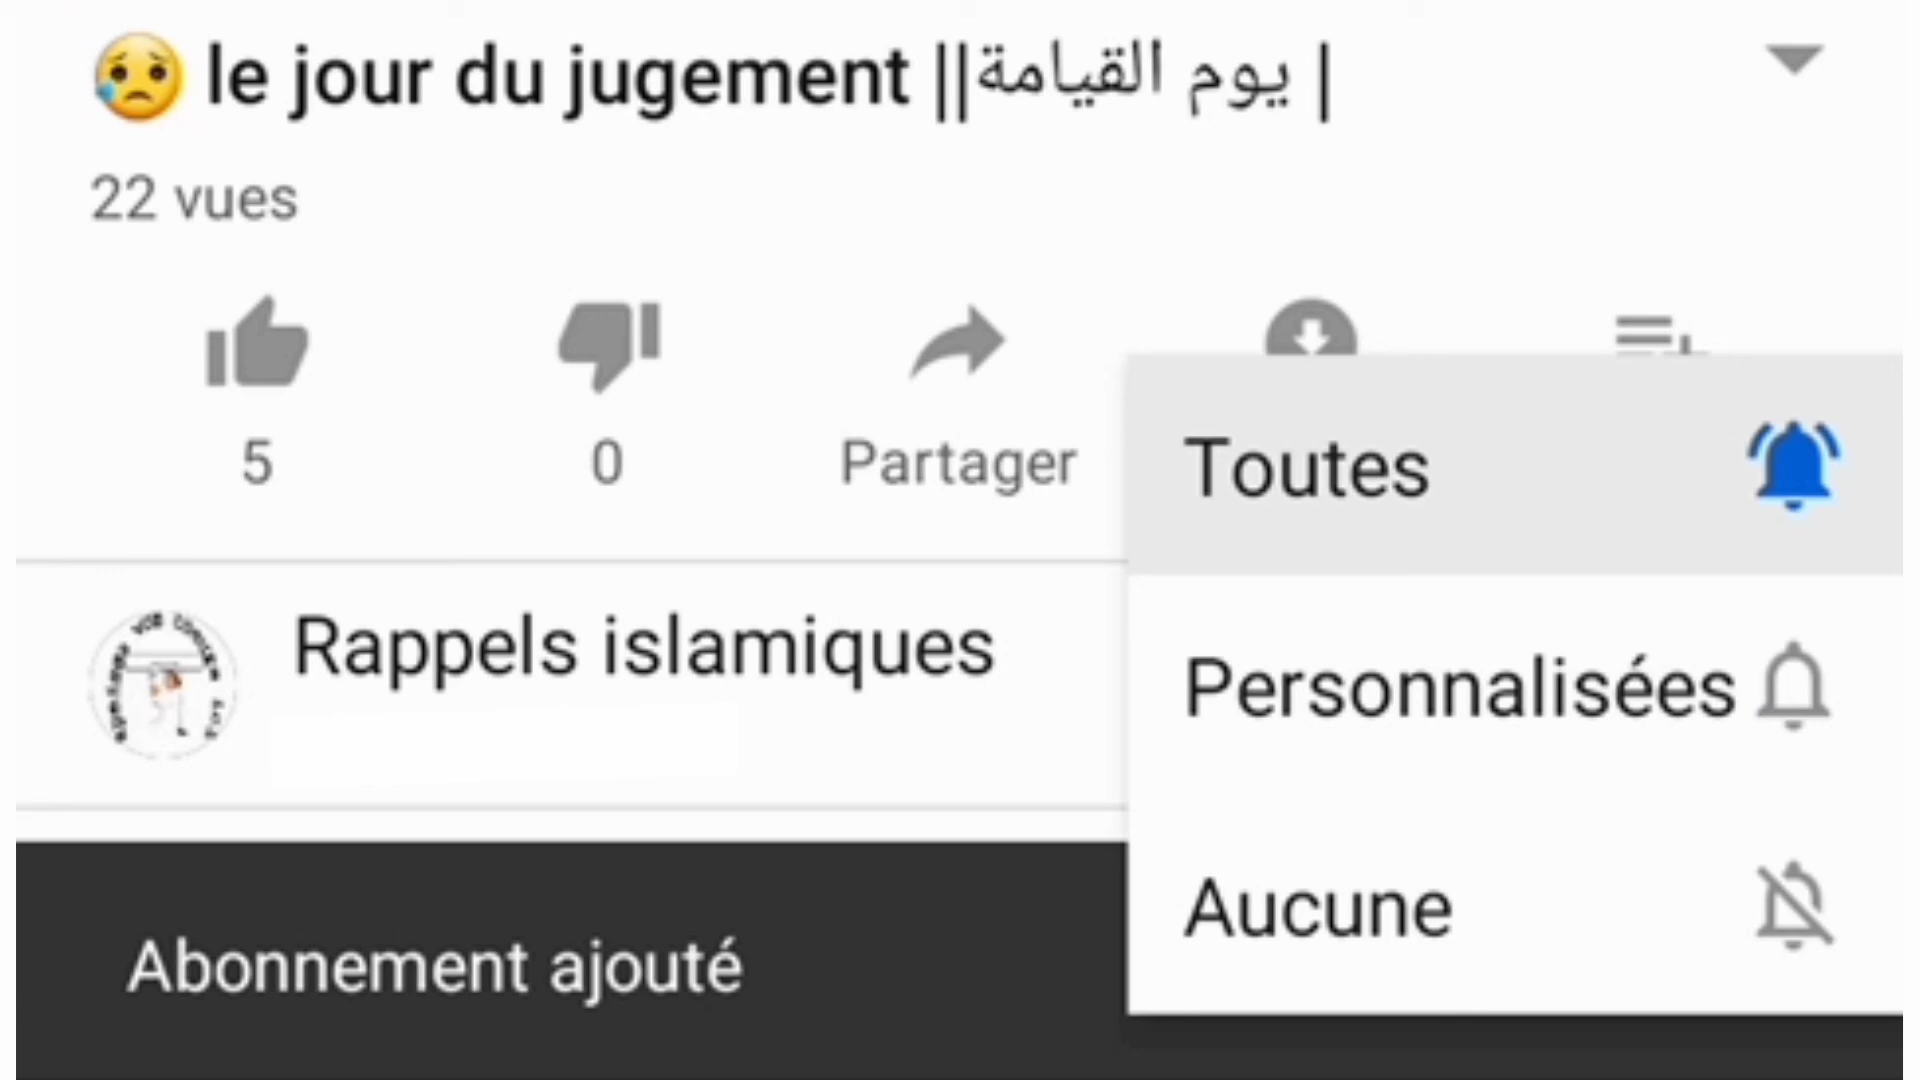 😥 le jour du jugement ||يوم القيامة |
22 vues
5
0
Partager
Toutes
Rappels islamiques
Personnalisées
Aucune
Abonnement ajouté